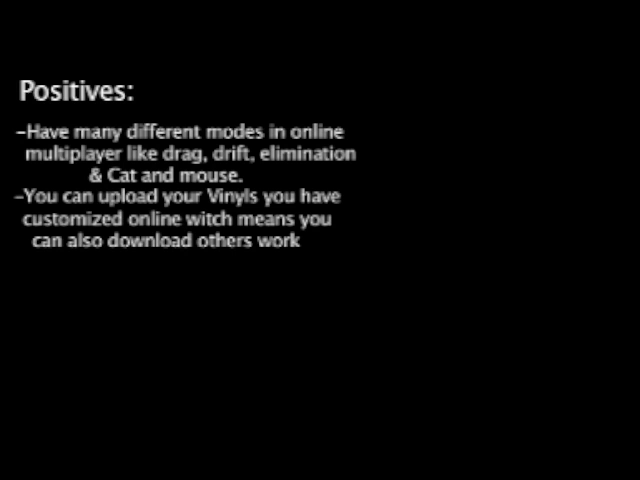 Positives:
-Have many different modes in online
multiplayer like drag, drift, elimination
& Cat and mouse.
-You can upload your Vinyls you have
customized online witch means you
can also download others work